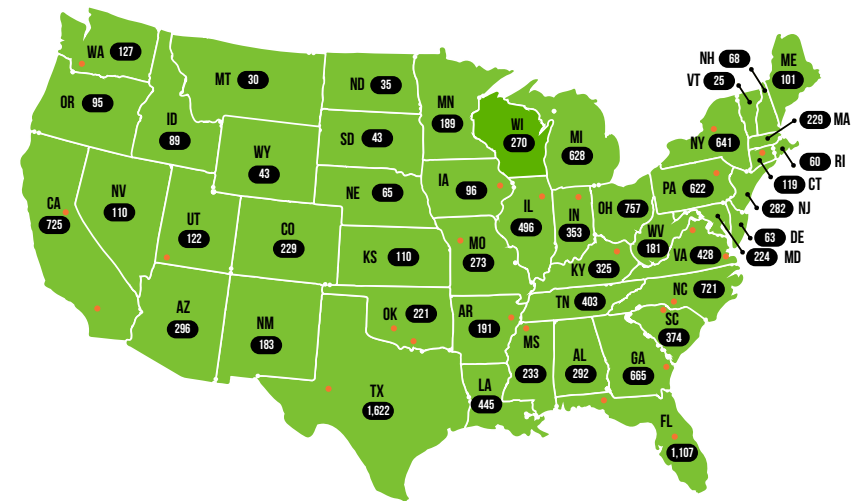 WA 127
OR 95
ID
89
MT 30
ND 35
SD 43
NE 65
KS 110
WY
43
NV
110
UT
122
CO
229
CA
725
AZ
296
NM
183
OK 221
TX
1,622
MN
189
IA 96
MO
273
AR
191
LA
445
WI
270
IL
496
MI
628
IN
353
OH 757
KY 325
TN 403
MS
233
AL
292
GA
665
FL
1,107
SC
374
NC 721
VA 428
WV
181
PA 622
NY 641
VT 25
NH 68
ME
101
229 MA
60 RI
119 CT
282 NJ
63 DE
224 MD